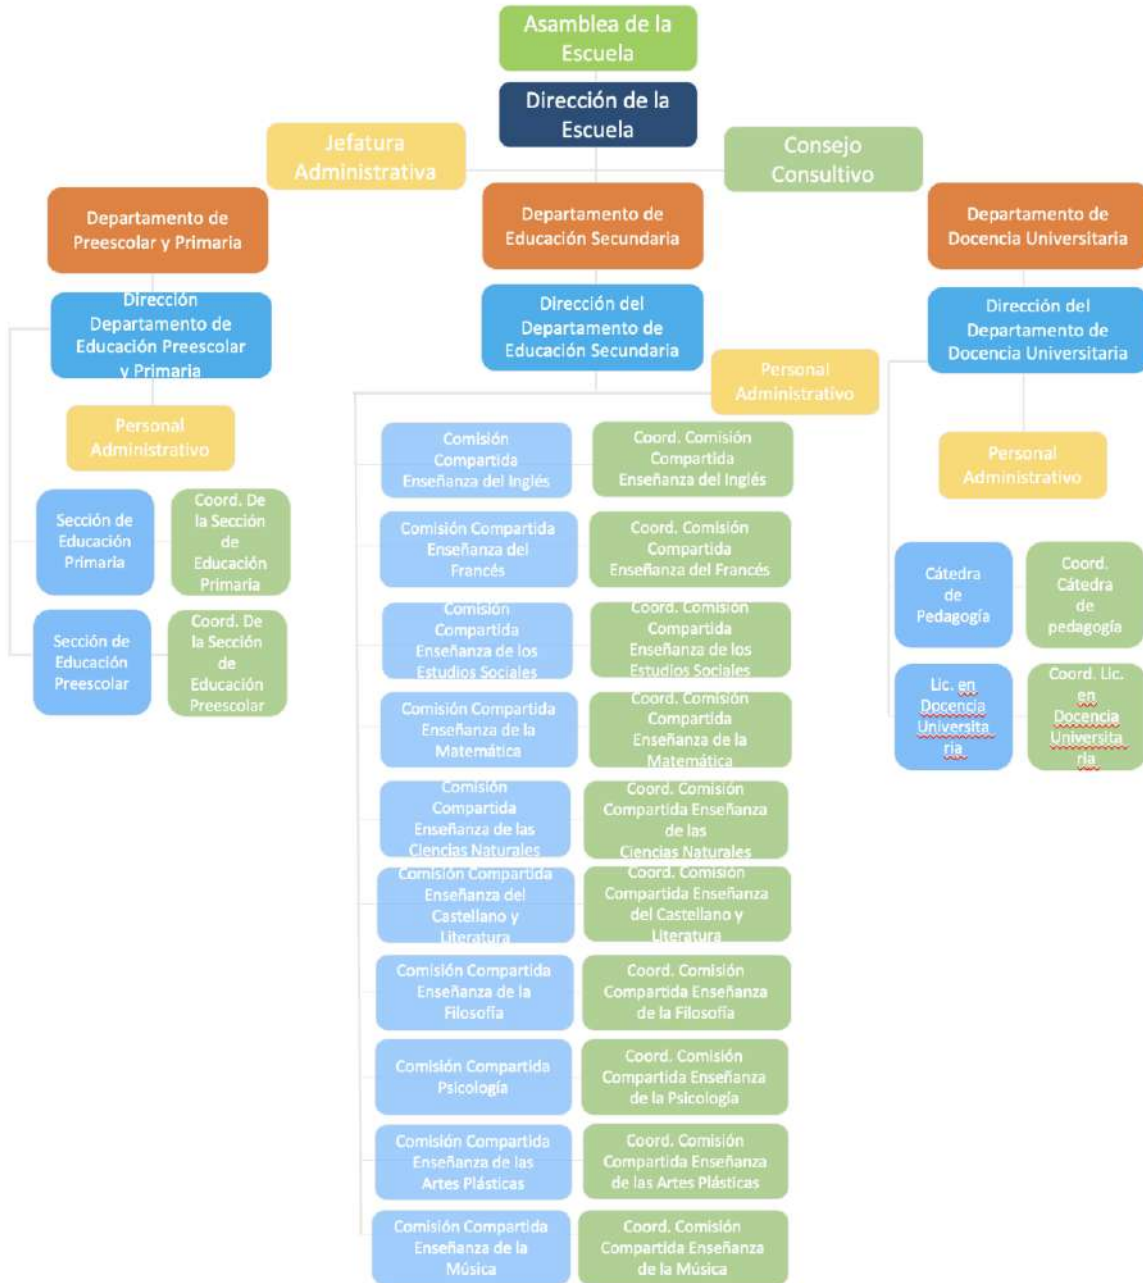 Asamblea de la
Escuela
Dirección de la
Escuela
Jefatura
Administrativa
Consejo
Consultivo
Departamento de
Preescolar y Primaria
Dirección
Departamento de
Educación Preescolar
y Primaria
Personal
Administrativo
Sección de
Educación
Primaria
Coord. De
la Sección
de
Educación
Primaria
Sección de
Educación
Preescolar
Coord. De
la Sección
de
Educación
Preescolar
Departamento de
Educación Secundaria
Dirección del
Departamento de
Educación Secundaria
Personal
Administrativo
Comisión
Compartida
Enseñanza del Inglés
Coord. Comisión
Compartida
Enseñanza del Inglés
Comisión Compartida
Enseñanza del
Francés
Coord. Comisión
Compartida
Enseñanza del Francés
Comisión
Compartida
Enseñanza de los
Estudios Sociales
Coord. Comisión
Compartida
Enseñanza de los
Estudios Sociales
Comisión Compartida
Enseñanza de la
Matemática
Coord. Comisión
Compartida
Enseñanza de la
Matemática
Comisión
Compartida
Enseñanza de las
Ciencias Naturales
Coord. Comisión
Compartida Enseñanza
de las
Ciencias Naturales
Comisión Compartida
Enseñanza del
Castellano y
Literatura
Coord. Comisión
Compartida Enseñanza
del Castellano y
Literatura
Comisión Compartida
Enseñanza de la
Filosofía
Coord. Comisión
Compartida Enseñanza
de la Filosofía
Comisión Compartida
Psicología
Coord. Comisión
Compartida Enseñanza
de la Psicología
Comisión Compartida
Enseñanza de las
Artes Plásticas
Coord. Comisión
Compartida Enseñanza
de las Artes Plásticas
Comisión Compartida
Enseñanza de la
Música
Coord. Comisión
Compartida Enseñanza
de la Música
Departamento de
Docencia Universitaria
Dirección del
Departamento de
Docencia Universitaria
Personal
Administrativo
Cátedra
de
Pedagogía
Coord.
Cátedra
de
pedagogía
Lic. en
Docencia
Universita
ria
Coord. Lic.
en
Docencia
Universita
ria